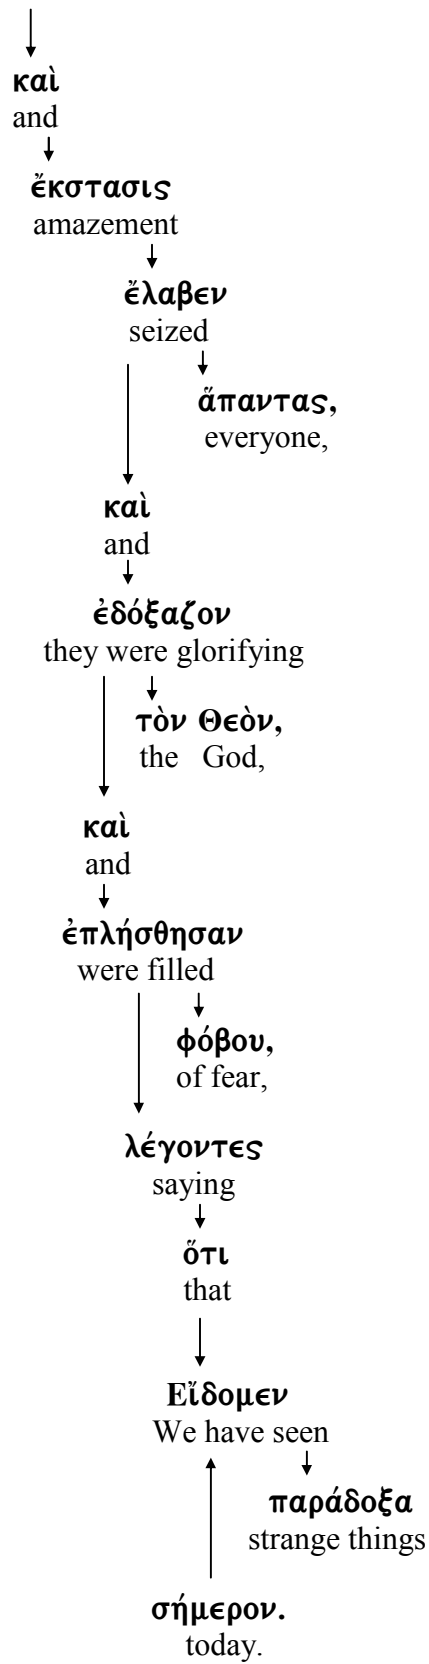 καὶ
and
ἔκστασις
amazement
ἔλαβεν
seized
ἅπαντας,
everyone,
καὶ
and
ἐδόξαζον
they were glorifying
τὸν Θεὸν,
the God,
καὶ
and
ἐπλήσθησαν
were filled
φόβου,
of fear,
λέγοντες
saying
ὅτι
that
Εἴδομεν
We have seen
παράδοξα
strange things
σήμερον.
today.